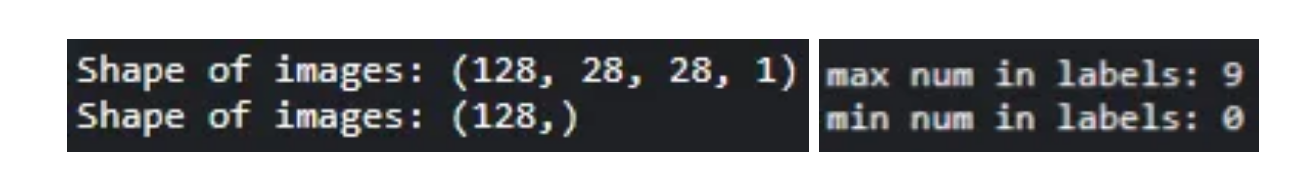 Shape of images: (128, 28, 28, 1)
Shape of images: (128,)
max num in labels: 9
min num in labels: 0